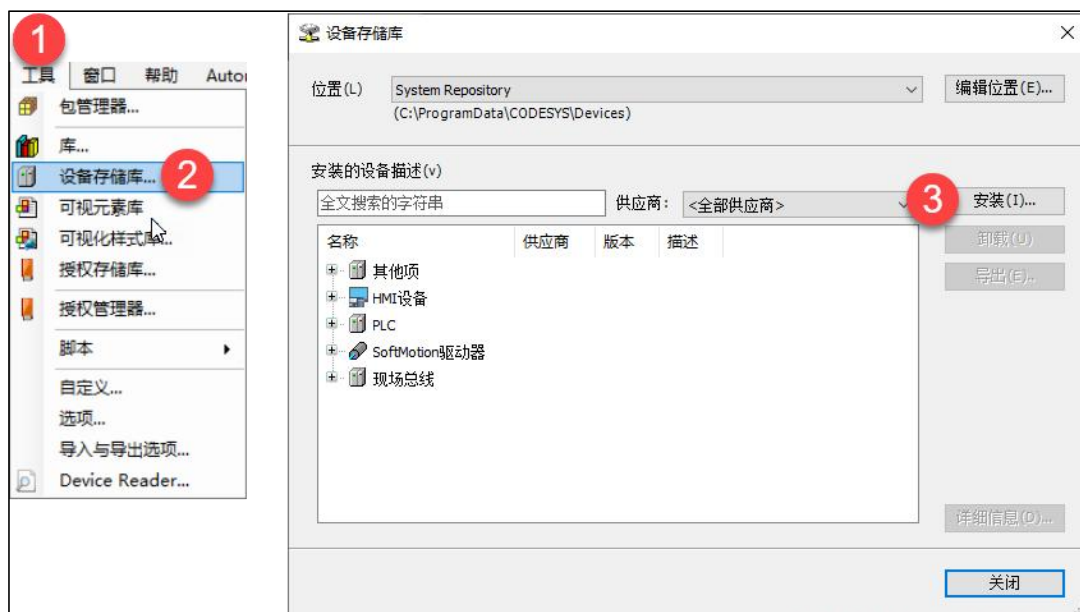 1
工具 窗口 帮助 Auto
包管理器...
库...
设备存储库... 2
可视元素库
可视化样式库...
授权存储库...
授权管理器...
脚本
自定义...
选项...
导入与导出选项...
Device Reader...
设备存储库
位置(L) System Repository 编辑位置(E)...
(C:\ProgramData\CODESYS\Devices)
安装的设备描述(v)
全文搜索的字符串 供应商: <全部供应商> 3 安装(I)...
名称 供应商 版本 描述 卸载(U)
其他项 导出(E)..
HMI设备
PLC
SoftMotion驱动器
现场总线
详细信息(D)...
关闭